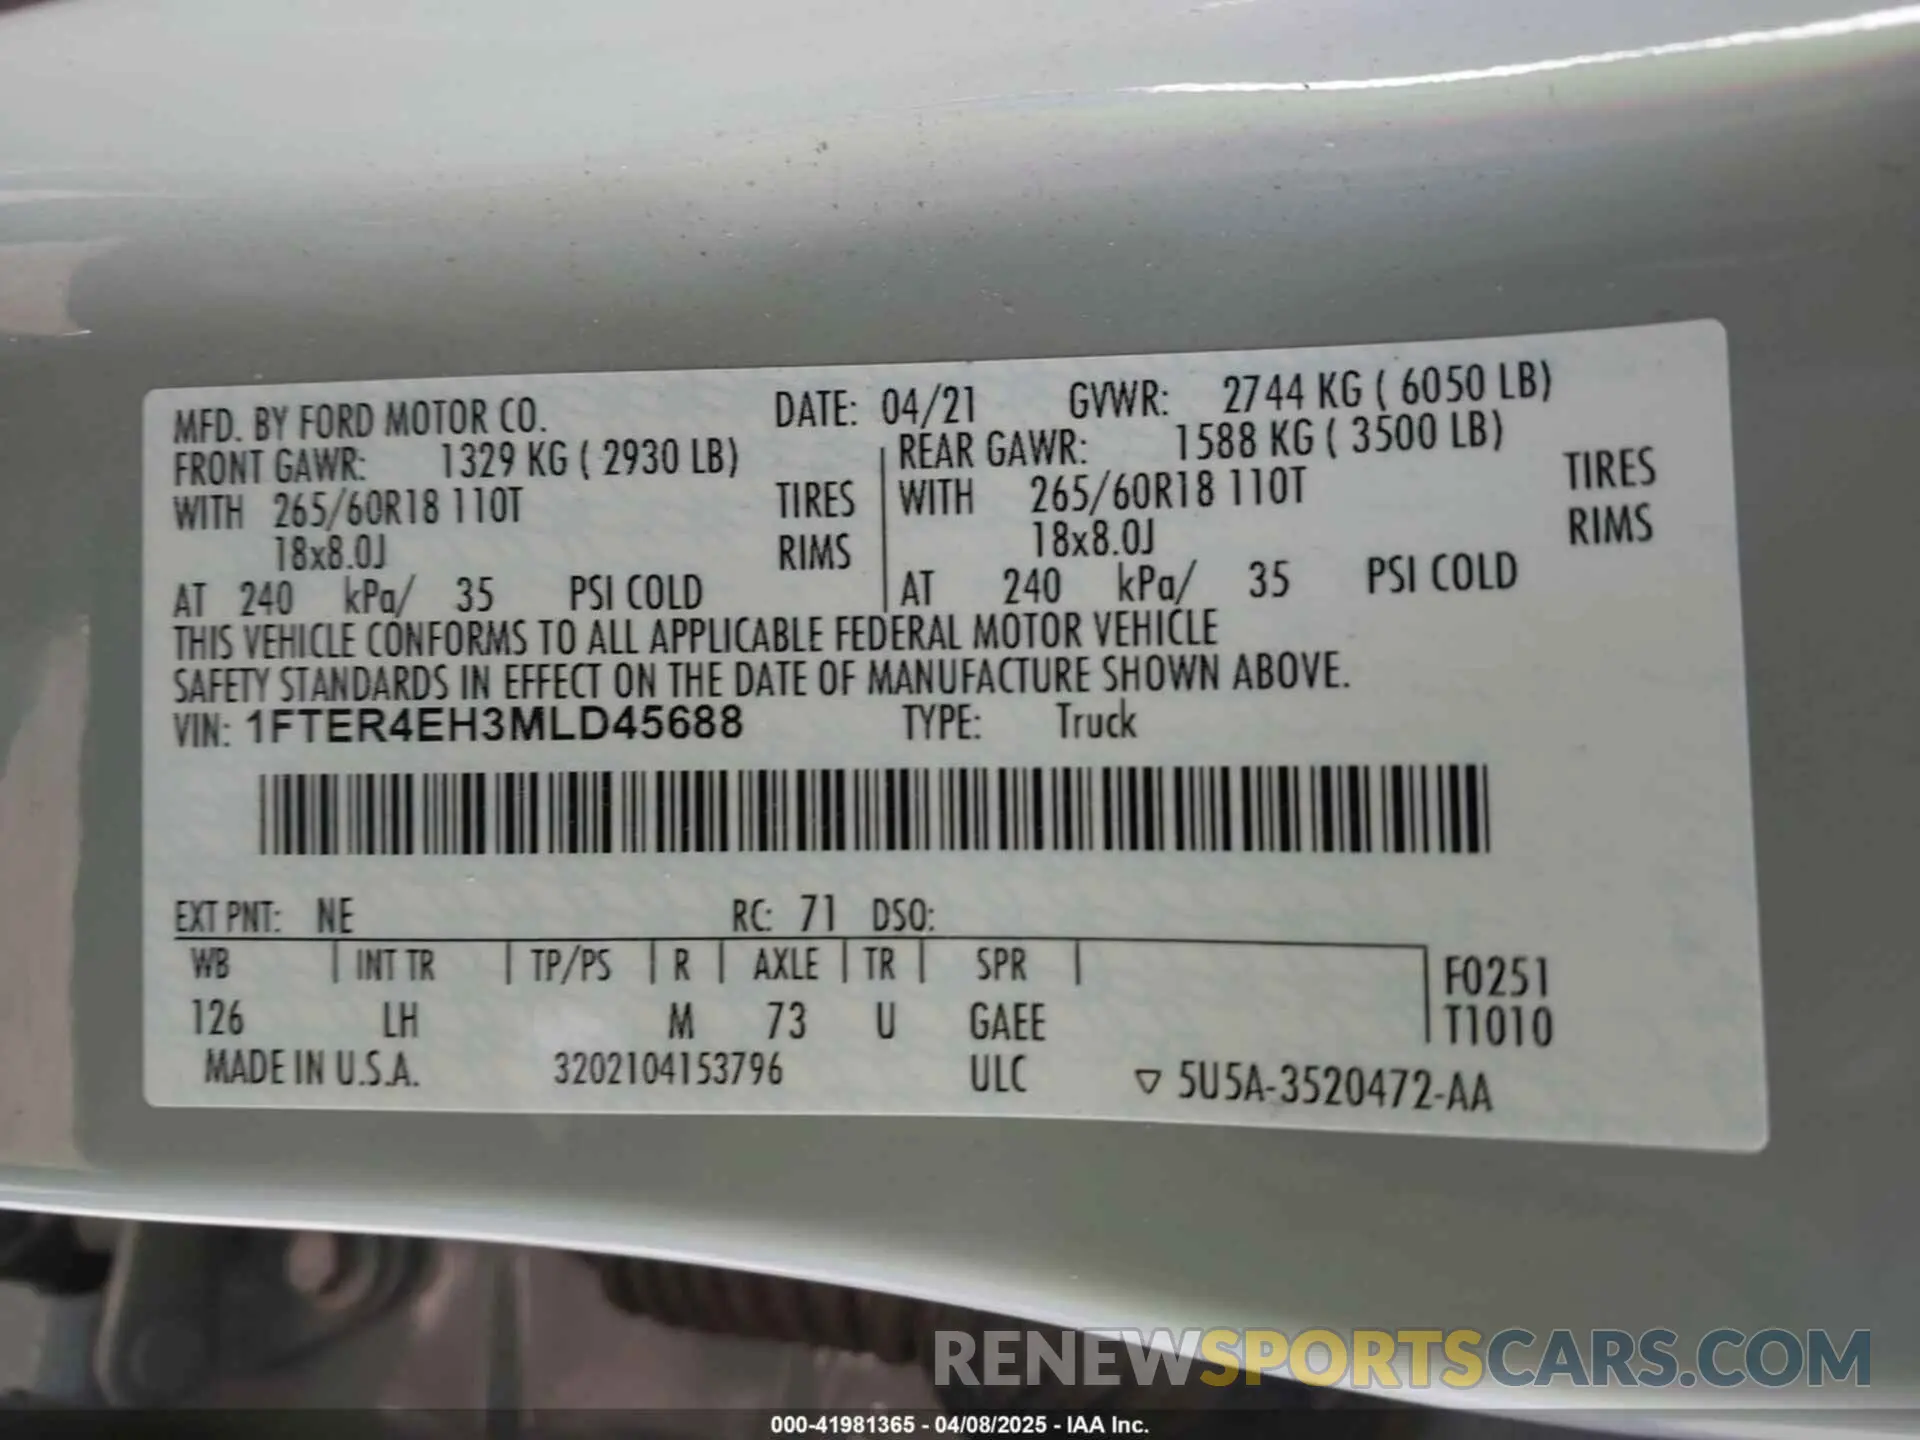 MFD. BY FORD MOTOR CO. DATE: 04/21 GVWR: 2744 KG ( 6050 LB)
FRONT GAWR: 1329 KG ( 2930 LB) REAR GAWR: 1588 KG ( 3500 LB)
WITH 265/60R18 110T TIRES WITH 265/60R18 110T TIRES
18x8.0J RIMS 18x8.0J RIMS
AT 240 kPa/ 35 PSI COLD AT 240 kPa/ 35 PSI COLD
THIS VEHICLE CONFORMS TO ALL APPLICABLE FEDERAL MOTOR VEHICLE
SAFETY STANDARDS IN EFFECT ON THE DATE OF MANUFACTURE SHOWN ABOVE.
VIN: 1FTER4EH3MLD45688 TYPE: Truck
EXT PNT: NE RC: 71 DSO:
WB INT TR TP/PS R AXLE TR SPR F0251
126 LH M 73 U GAEE T1010
MADE IN U.S.A. 3202104153796 ULC ▽ 5U5A-3520472-AA
RENEWSPORTSCARS.COM
000-41981365 - 04/08/2025 - IAA Inc.